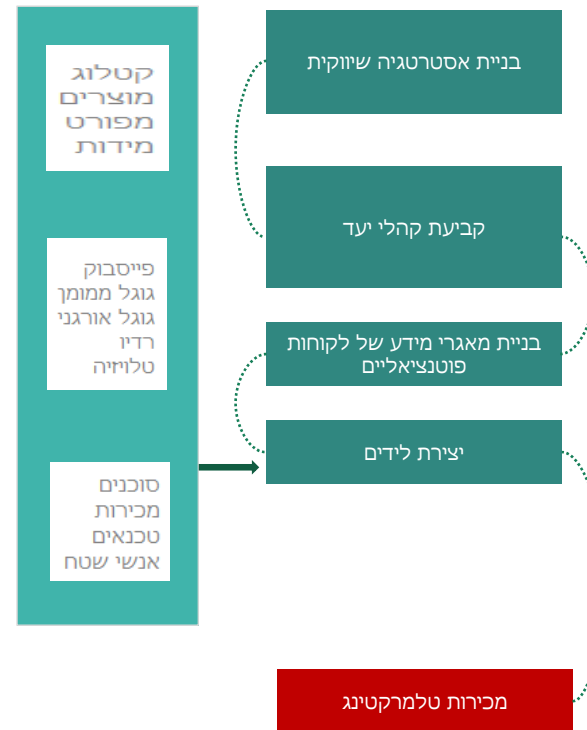 בניית אסטרטגיה שיווקית
קביעת קהלי יעד
בניית מאגרי מידע של לקוחות
פוטנציאליים
יצירת לידים
מכירות טלמרקטינג
קטלוג
מוצרים
מפורט
מידות
פייסבוק
גוגל ממומן
גוגל אורגני
רדיו
טלויזיה
סוכנים
מכירות
טכנאים
אנשי שטח